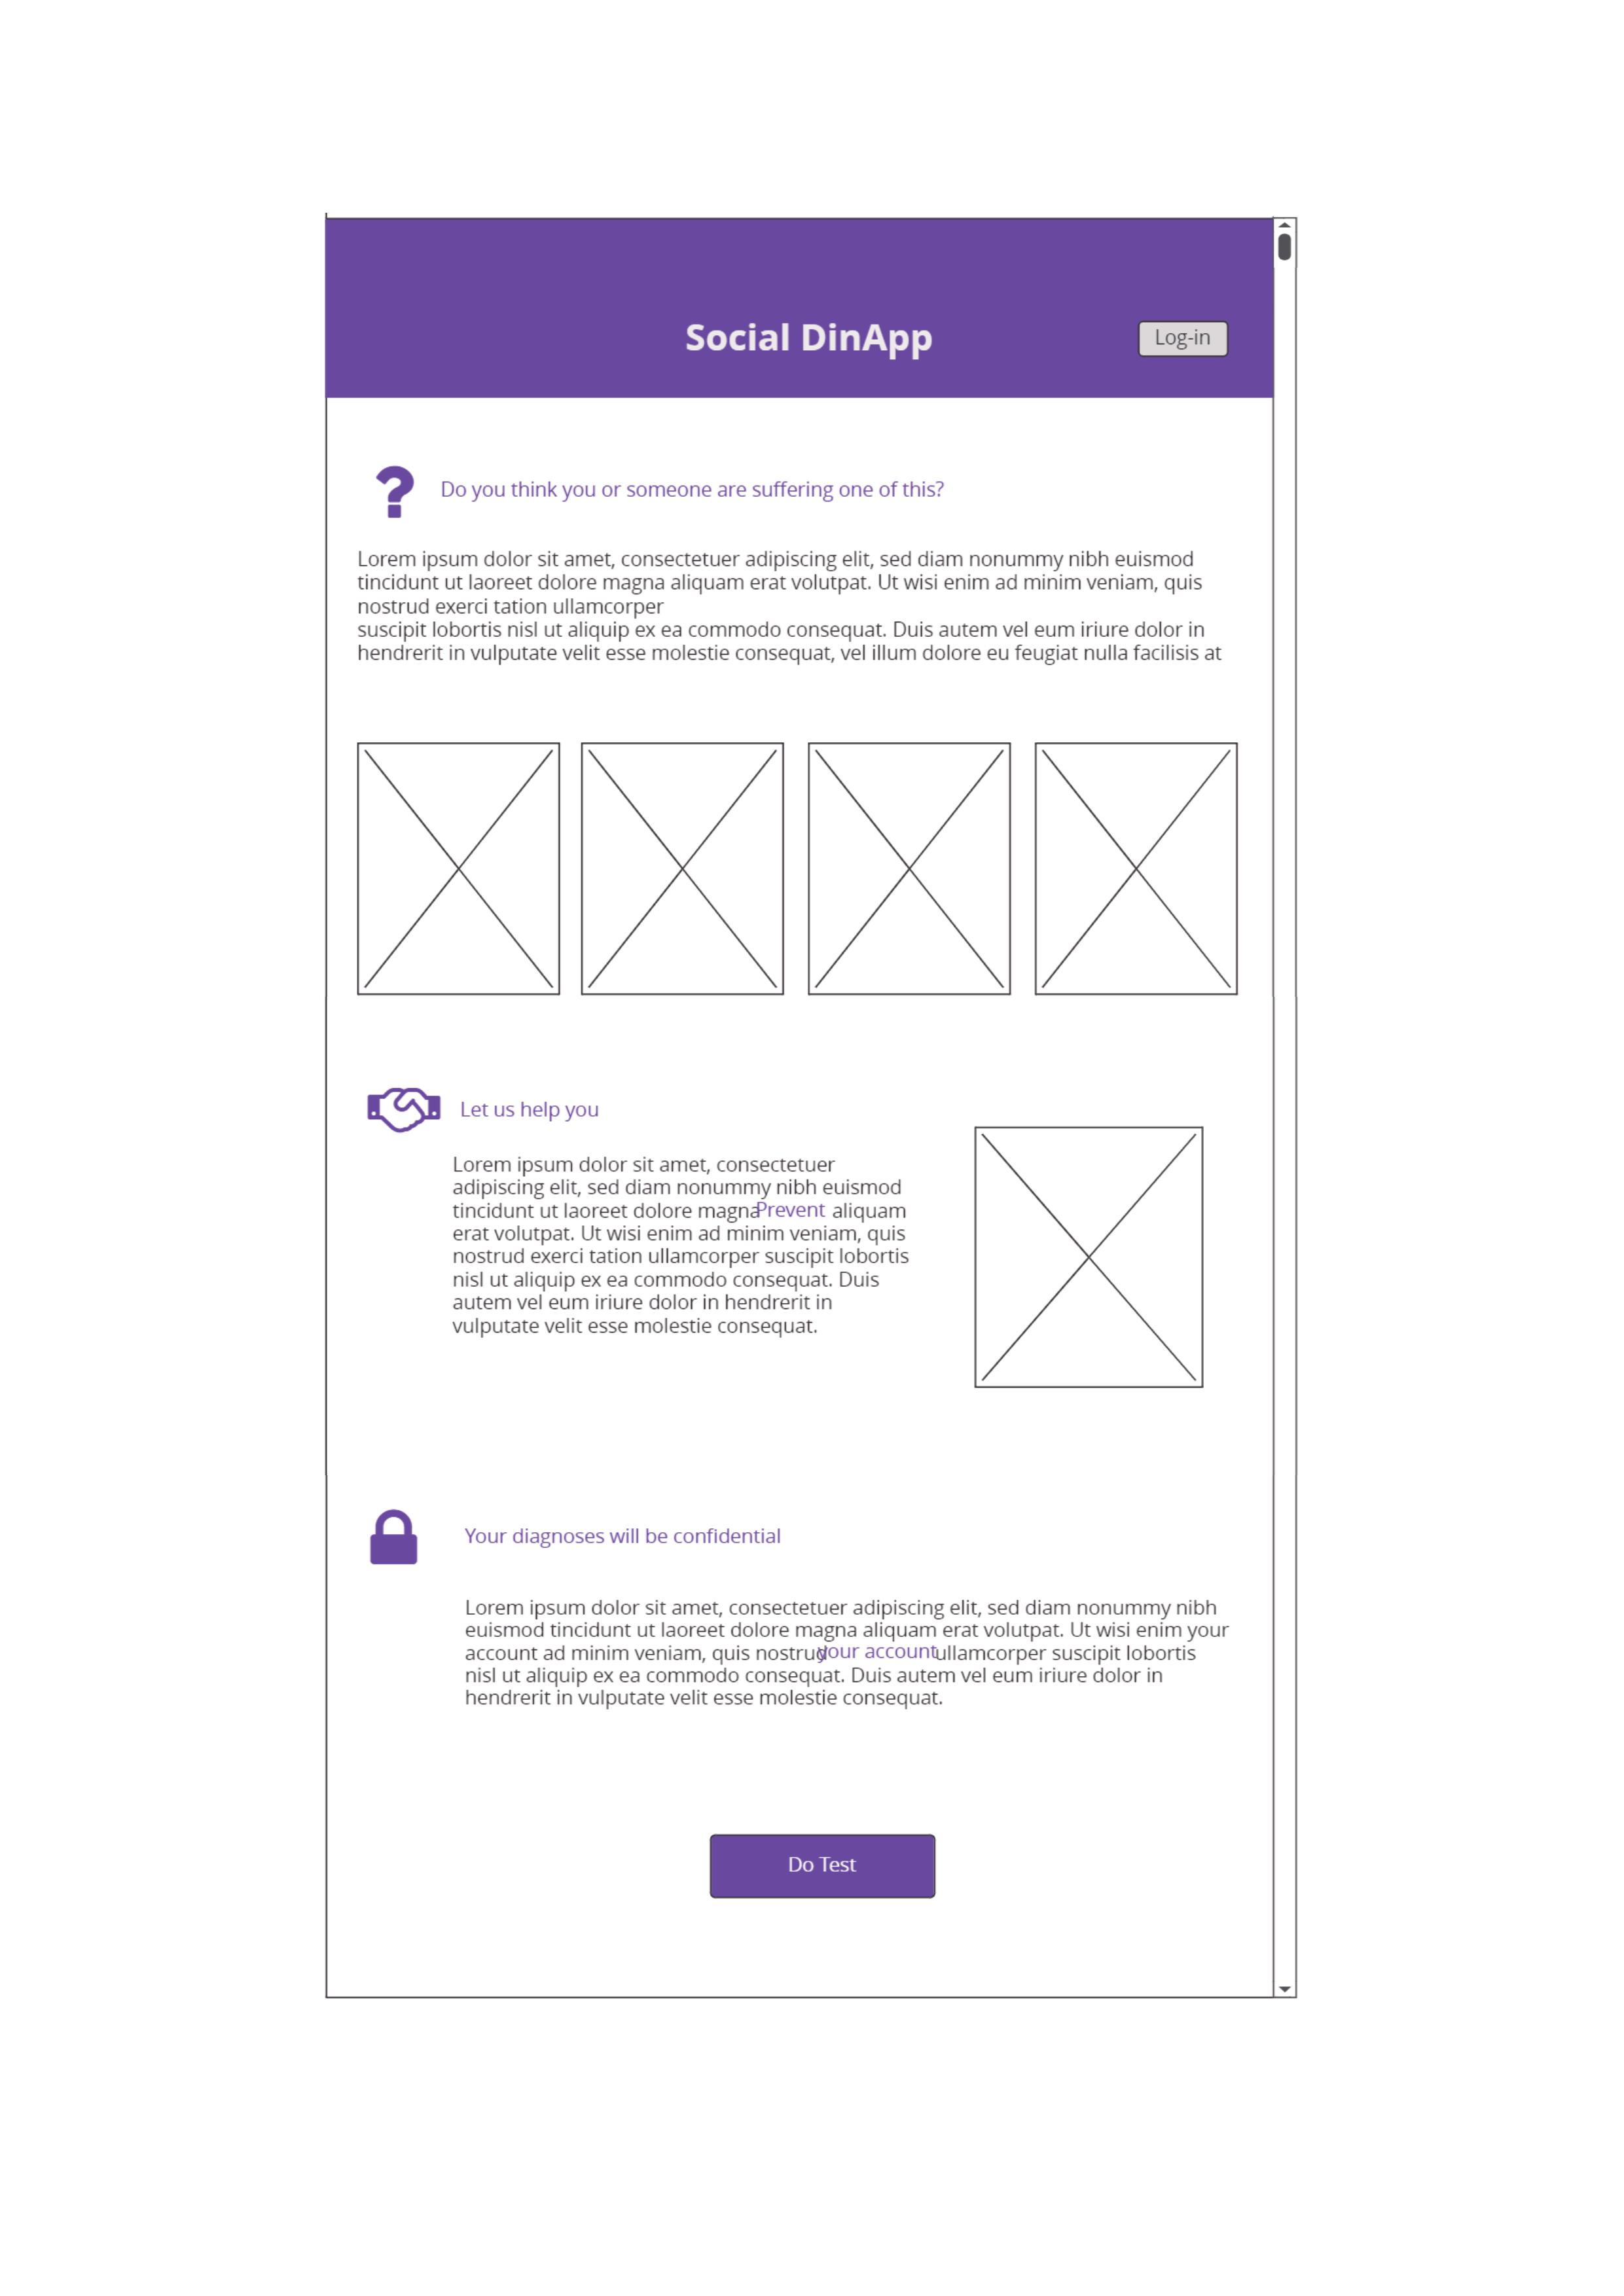 Social DinApp
Log-in
Do you think you or someone are suffering one of this?
Lorem ipsum dolor sit amet, consectetuer adipiscing elit, sed diam nonummy nibh euismod
tincidunt ut laoreet dolore magna aliquam erat volutpat. Ut wisi enim ad minim veniam, quis
nostrud exerci tation ullamcorper
suscipit lobortis nisl ut aliquip ex ea commodo consequat. Duis autem vel eum iriure dolor in
hendrerit in vulputate velit esse molestie consequat, vel illum dolore eu feugiat nulla facilisis at
Let us help you
Lorem ipsum dolor sit amet, consectetuer
adipiscing elit, sed diam nonummy nibh euismod
tincidunt ut laoreet dolore magna Prevent aliquam
erat volutpat. Ut wisi enim ad minim veniam, quis
nostrud exerci tation ullamcorper suscipit lobortis
nisl ut aliquip ex ea commodo consequat. Duis
autem vel eum iriure dolor in hendrerit in
vulputate velit esse molestie consequat.
Your diagnoses will be confidential
Lorem ipsum dolor sit amet, consectetuer adipiscing elit, sed diam nonummy nibh
euismod tincidunt ut laoreet dolore magna aliquam erat volutpat. Ut wisi enim your
account ad minim veniam, quis nostrud your account ullamcorper suscipit lobortis
nisl ut aliquip ex ea commodo consequat. Duis autem vel eum iriure dolor in
hendrerit in vulputate velit esse molestie consequat.
Do Test